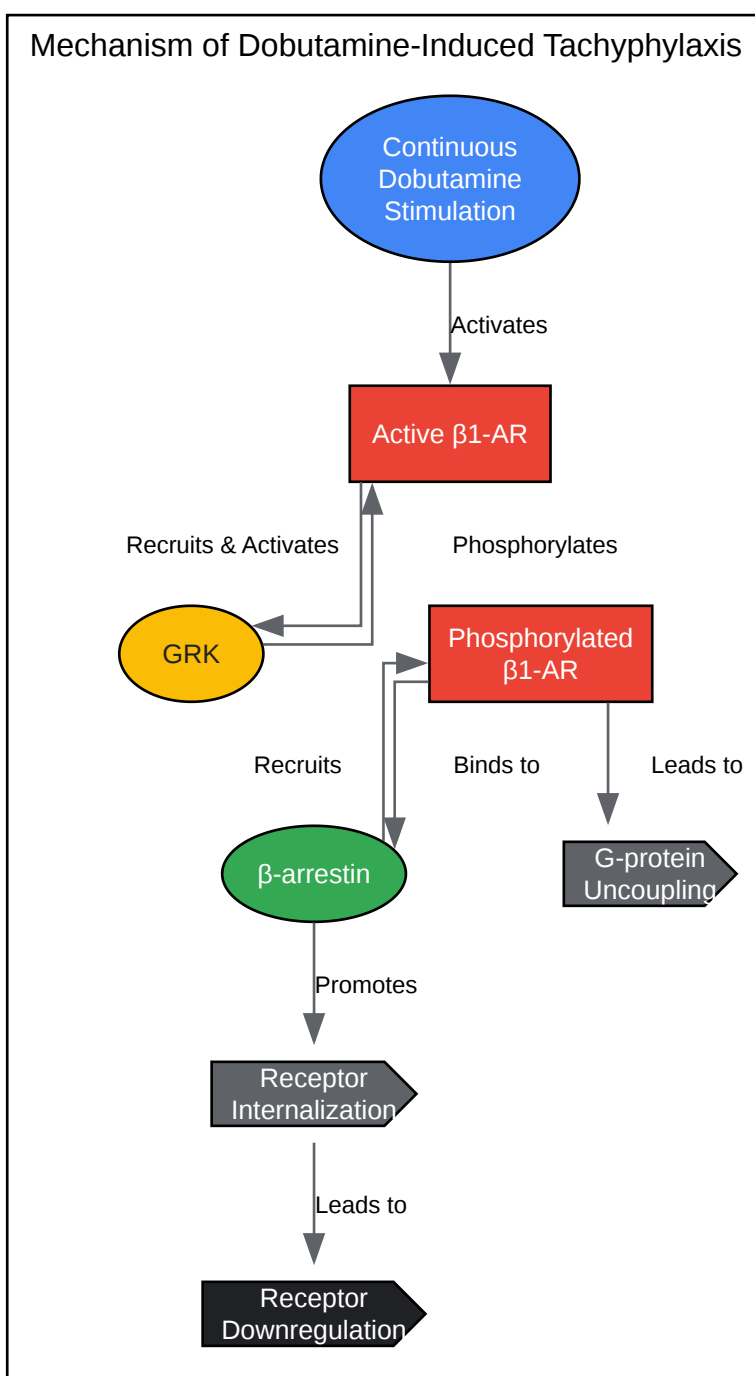 Mechanism of Dobutamine-Induced Tachyphylaxis
Continuous
Dobutamine
Stimulation
Activates
Active β1-AR
Recruits & Activates
Phosphorylates
GRK
Phosphorylated
β1-AR
Recruits
Binds to
Leads to
β-arrestin
G-protein
Uncoupling
Promotes
Receptor
Internalization
Leads to
Receptor
Downregulation